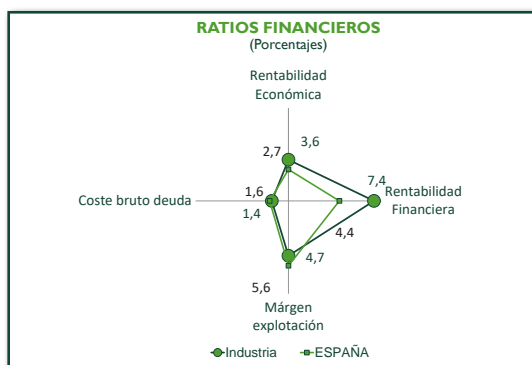 RATIOS FINANCIEROS
(Porcentajes)
Rentabilidad
Económica
2,7
3,6
7,4
1,6
Coste bruto deuda
Rentabilidad
Financiera
1,4
4,4
4,7
5,6
Márgen
explotación
Industria
ESPAÑA